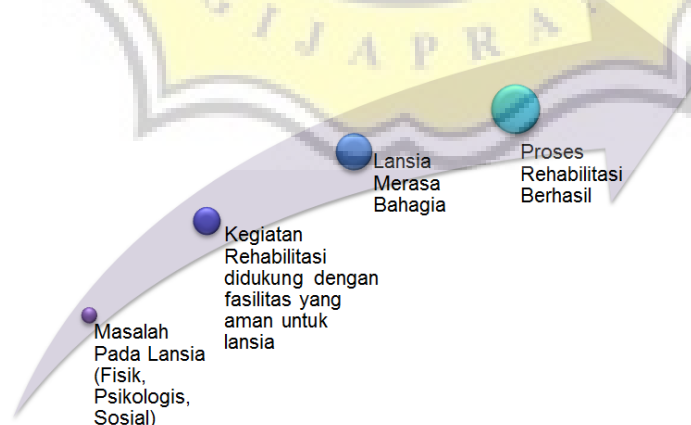 GIJAPRA
Lansia
Merasa
Bahagia
Proses
Rehabilitasi
Berhasil
Kegiatan
Rehabilitasi
didukung dengan
fasilitas yang
aman untuk
lansia
Masalah
Pada Lansia
(Fisik,
Psikologis,
Sosial)